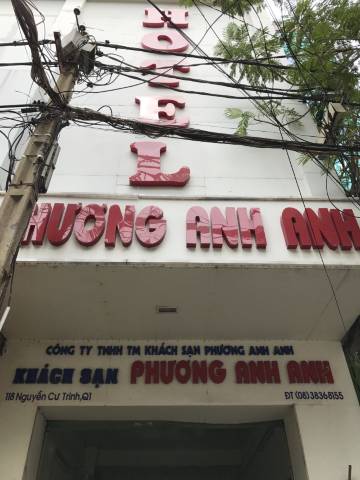 HOTEL
PHƯƠNG ANH ANH
CÔNG TY TNHH TM KHÁCH SẠN PHƯƠNG ANH ANH
KHÁCH SẠN PHƯƠNG ANH ANH
118 Nguyễn Cư Trinh,Q1
ĐT (08)38368155